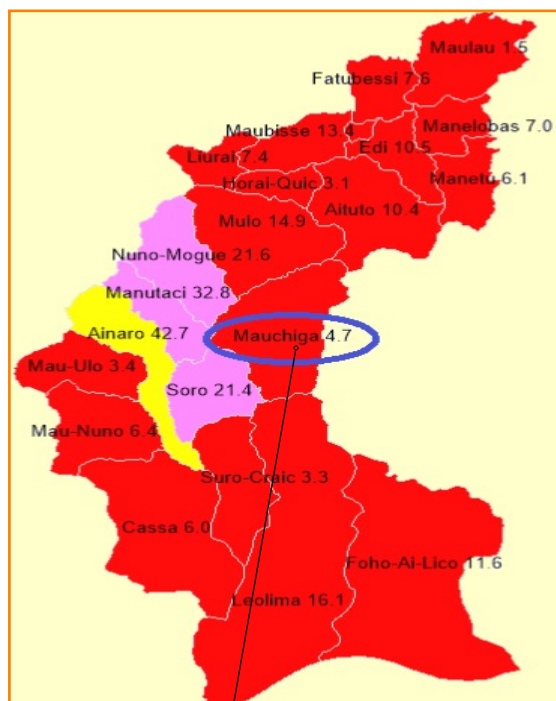 Maulau 1.5
Fatubessi 7.6
Maubisse 13.4
Manelobas 7.0
Edi 10.5
Liurai 7.4
Horai-Quic 3.1
Manetu 6.1
Mulo 14.9
Aituto 10.4
Nuno-Mogue 21.6
Manutaci 32.8
Ainaro 42.7
Mauchiga 4.7
Mau-Ulo 3.4
Soro 21.4
Mau-Nuno 6.4
Suro-Craic 3.3
Cassa 6.0
Foho-Ai-Lico 11.6
Leolima 16.1